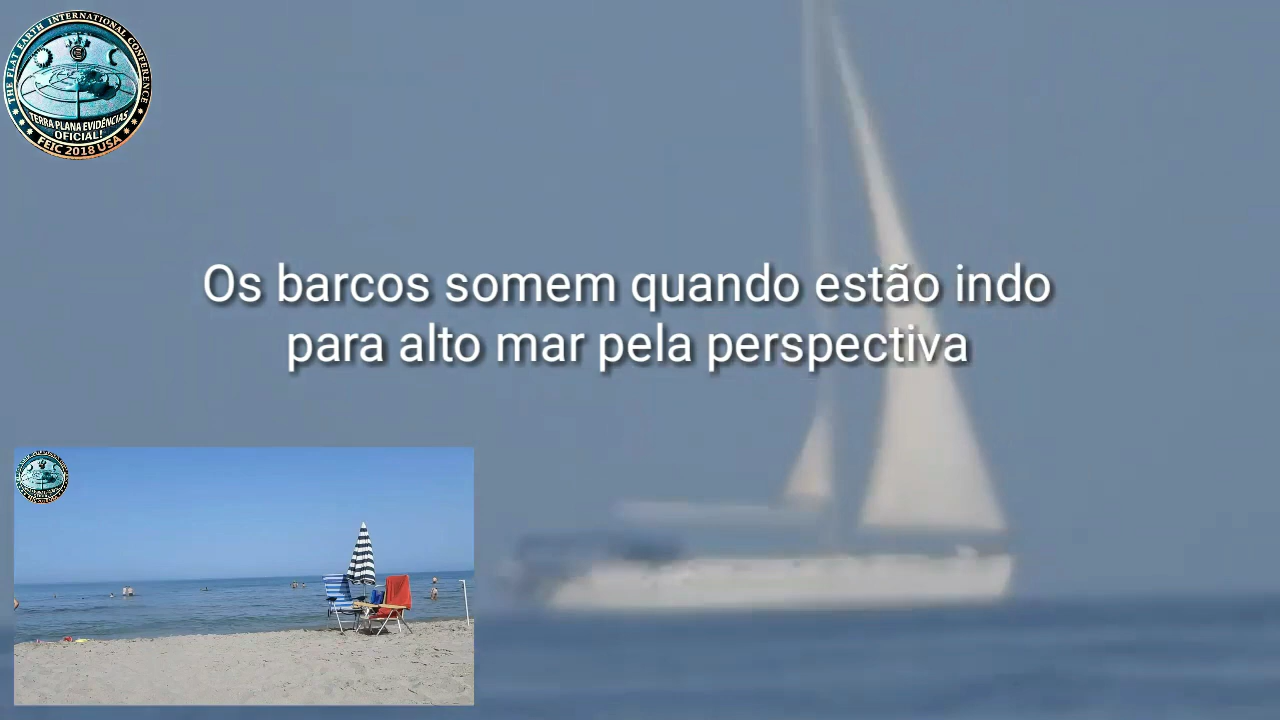 THE FLAT EARTH INTERNATIONAL CONFERENCE
TERRA PLANA EVIDÊNCIAS
OFICIAL!
FEIC 2018 USA
Os barcos somem quando estão indo
para alto mar pela perspectiva